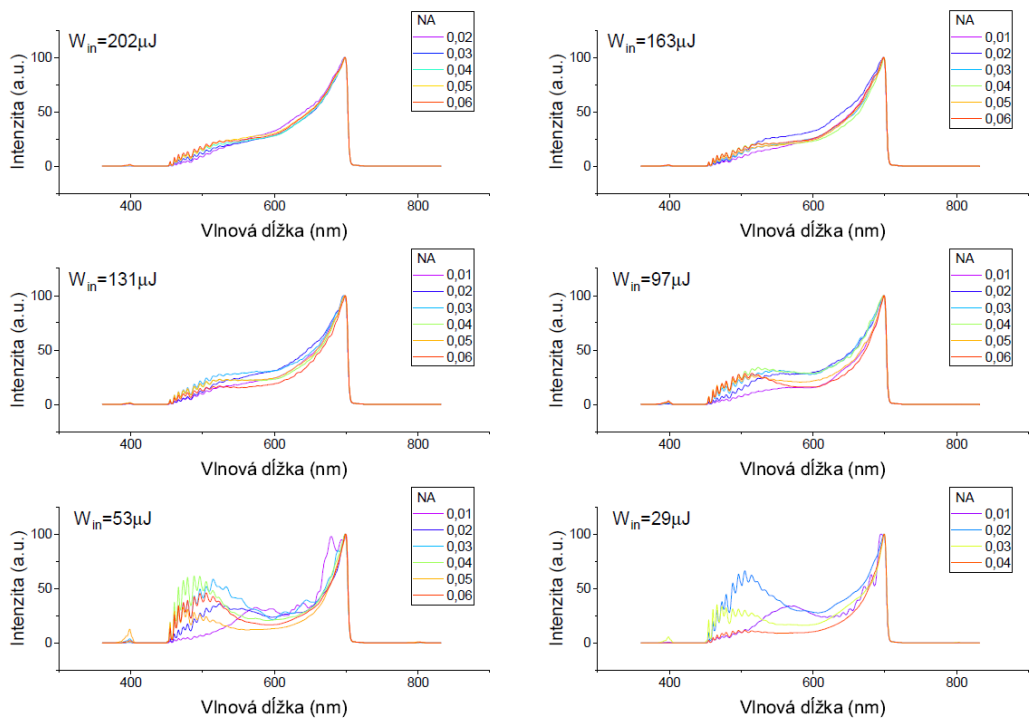 W_in=202µJ
NA
0,02
0,03
0,04
0,05
0,06
Intenzita (a.u.)
100
50
0
400 600 800
Vlnová dĺžka (nm)
W_in=163µJ
NA
0,01
0,02
0,03
0,04
0,05
0,06
Intenzita (a.u.)
100
50
0
400 600 800
Vlnová dĺžka (nm)
W_in=131µJ
NA
0,01
0,02
0,03
0,04
0,05
0,06
Intenzita (a.u.)
100
50
0
400 600 800
Vlnová dĺžka (nm)
W_in=97µJ
NA
0,01
0,02
0,03
0,04
0,05
0,06
Intenzita (a.u.)
100
50
0
400 600 800
Vlnová dĺžka (nm)
W_in=53µJ
NA
0,01
0,02
0,03
0,04
0,05
0,06
Intenzita (a.u.)
100
50
0
400 600 800
Vlnová dĺžka (nm)
W_in=29µJ
NA
0,01
0,02
0,03
0,04
Intenzita (a.u.)
100
50
0
400 600 800
Vlnová dĺžka (nm)